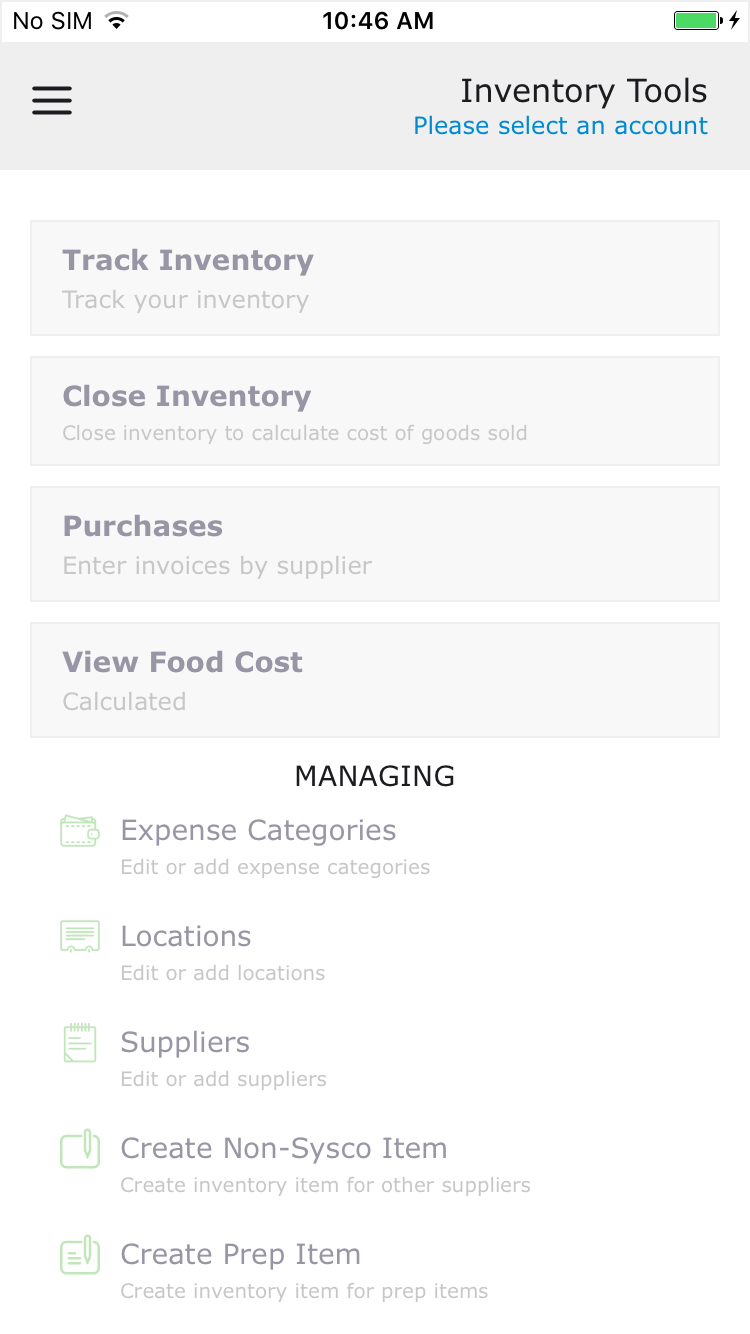 No SIM 10:46 AM
Inventory Tools
Please select an account
Track Inventory
Track your inventory
Close Inventory
Close inventory to calculate cost of goods sold
Purchases
Enter invoices by supplier
View Food Cost
Calculated
MANAGING
Expense Categories
Edit or add expense categories
Locations
Edit or add locations
Suppliers
Edit or add suppliers
Create Non-Sysco Item
Create inventory item for other suppliers
Create Prep Item
Create inventory item for prep items